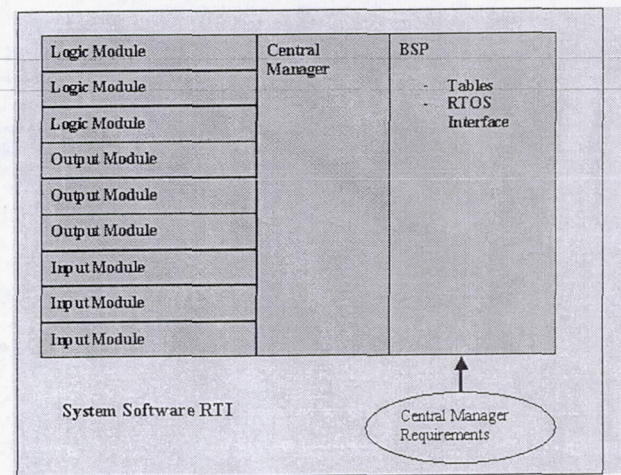 Logic Module
Logic Module
Logic Module
Output Module
Output Module
Output Module
Input Module
Input Module
Input Module
Central
Manager
BSP
- Tables
- RTOS
Interface
System Software RTI
Central Manager
Requirements